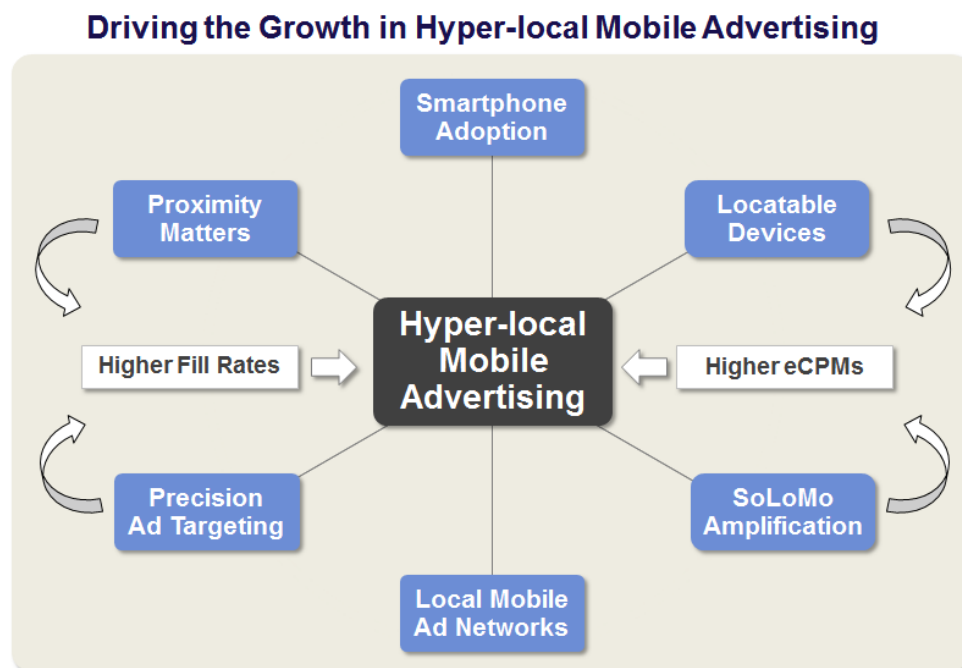 Driving the Growth in Hyper-local Mobile Advertising
Smartphone
Adoption
Proximity
Matters
Locatable
Devices
Hyper-local
Mobile
Advertising
Higher Fill Rates
Higher eCPMs
Precision
Ad Targeting
SoLoMo
Amplification
Local Mobile
Ad Networks